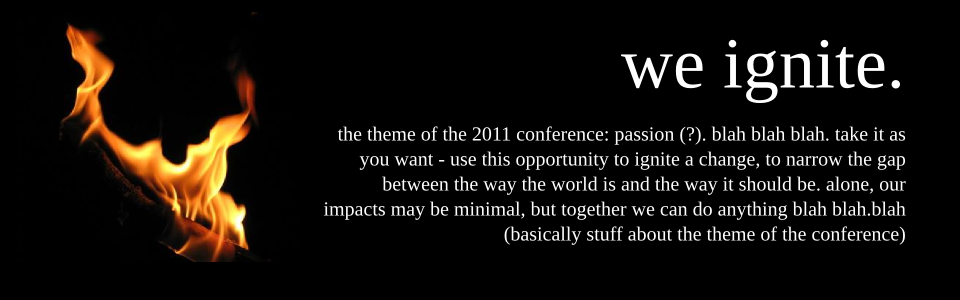 we ignite.
the theme of the 2011 conference: passion (?). blah blah blah. take it as
you want - use this opportunity to ignite a change, to narrow the gap
between the way the world is and the way it should be. alone, our
impacts may be minimal, but together we can do anything blah blah.blah
(basically stuff about the theme of the conference)